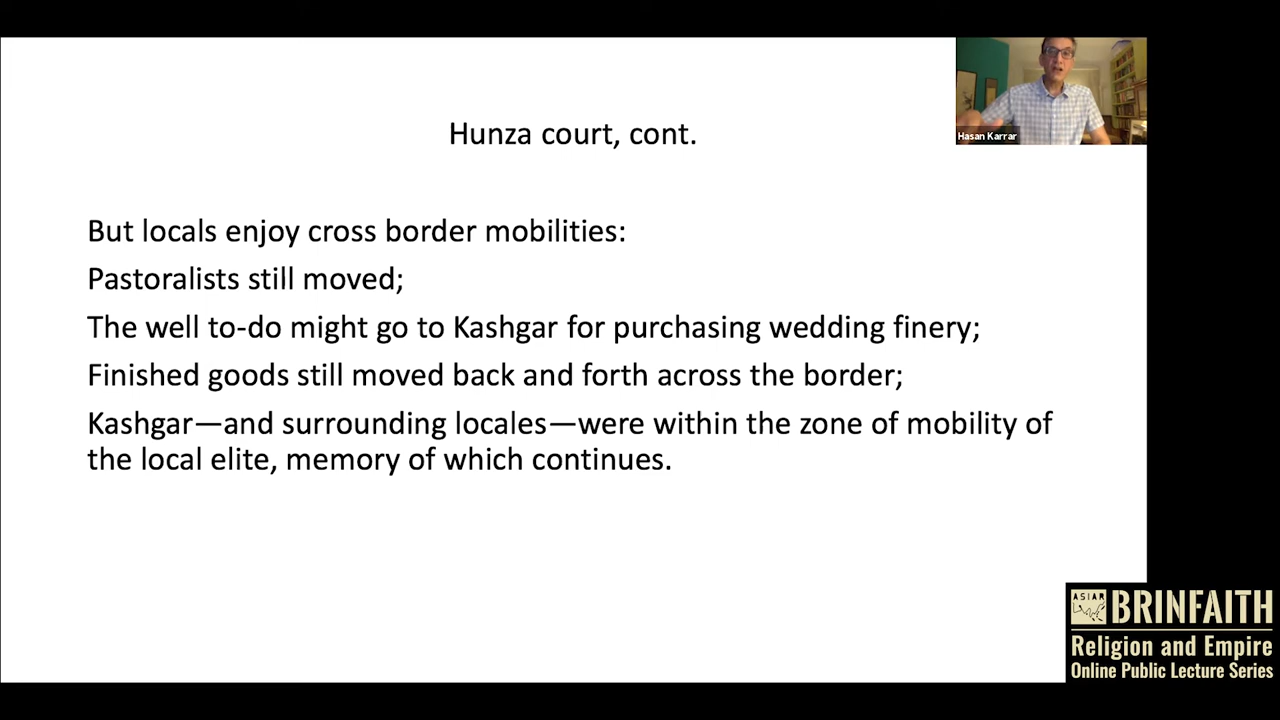 Hunza court, cont.
Hasan Karrar
But locals enjoy cross border mobilities:
Pastoralists still moved;
The well to-do might go to Kashgar for purchasing wedding finery;
Finished goods still moved back and forth across the border;
Kashgar—and surrounding locales—were within the zone of mobility of
the local elite, memory of which continues.
ASIAR
BRINFAITH
Religion and Empire
Online Public Lecture Series